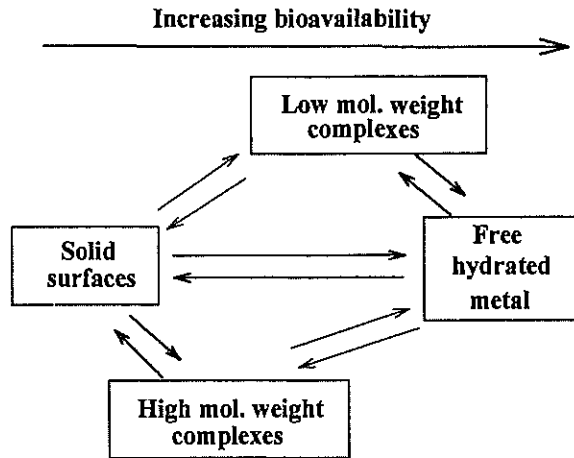 Increasing bioavailability
Low mol. weight
complexes
Solid
surfaces
Free
hydrated
metal
High mol. weight
complexes